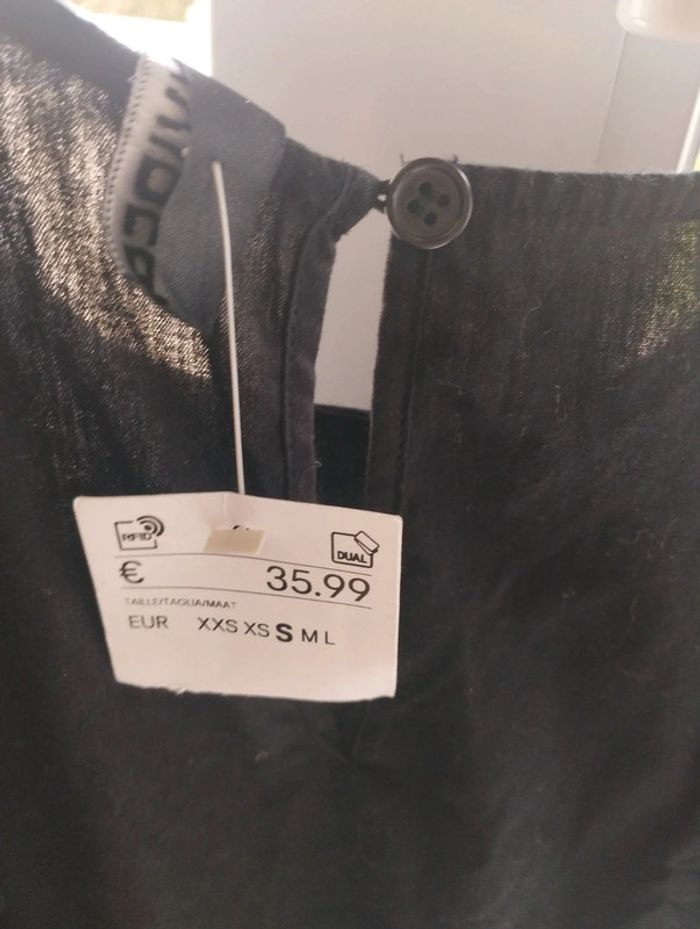 RFID
DUAL
€ 35.99
TAILLE/TAGLIA/MAAT
EUR XXS XS S M L